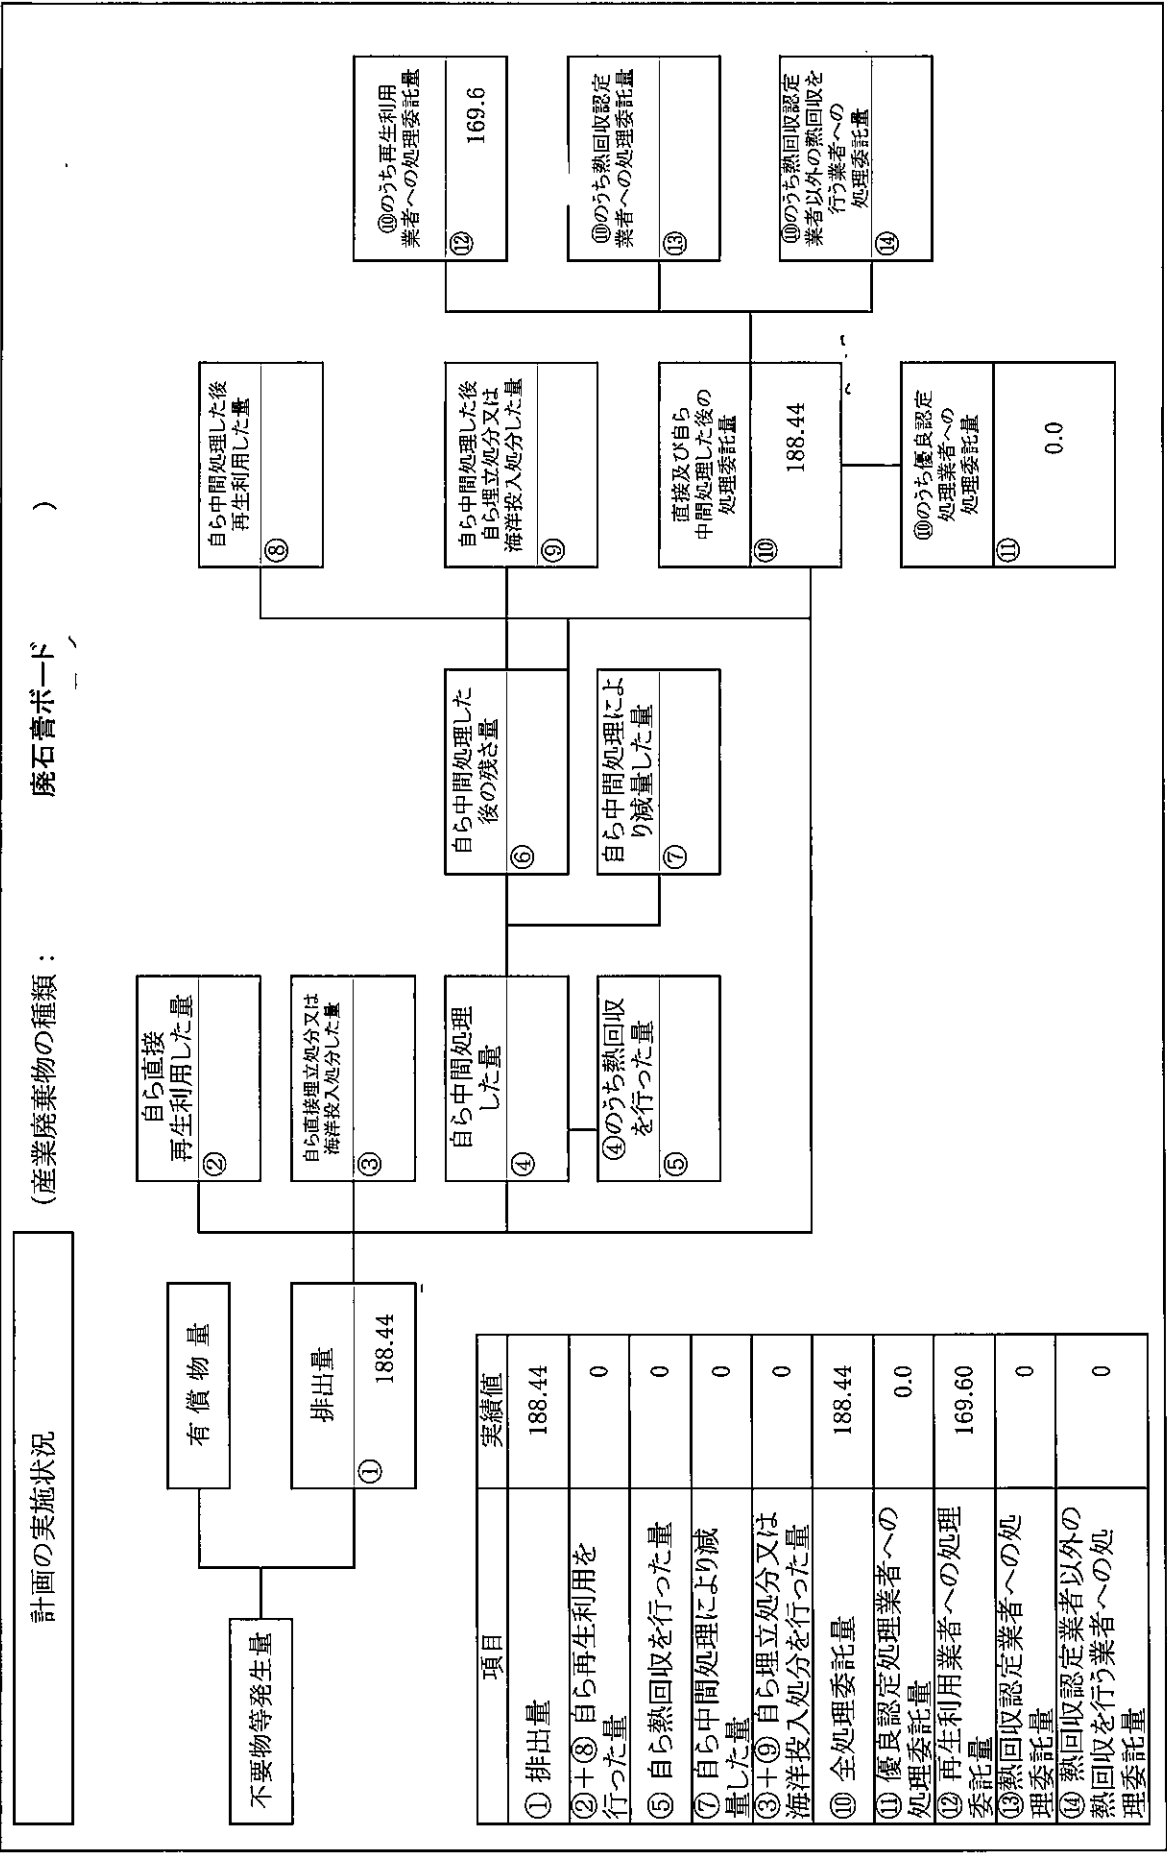 計画の実施状況
(産業廃棄物の種類： 廃石膏ボード )
不要物等発生量
有償物量
排出量
① 188.44
自ら直接
再生利用した量
②
自ら直接埋立処分又は
海洋投入処分した量
③
自ら中間処理
した量
④
④のうち熱回収
を行った量
⑤
自ら中間処理した
後の残さ量
⑥
自ら中間処理によ
り減量した量
⑦
自ら中間処理した後
再生利用した量
⑧
自ら中間処理した後
自ら埋立処分又は
海洋投入処分した量
⑨
直接及び自ら
中間処理した後の
処理委託量
⑩ 188.44
⑩のうち優良認定
処理業者への
処理委託量
⑪ 0.0
⑩のうち再生利用
業者への処理委託量
⑫ 169.6
⑩のうち熱回収認定
業者への処理委託量
⑬
⑩のうち熱回収認定
業者以外の熱回収を
行う業者への
処理委託量
⑭
項目 実績値
① 排出量 188.44
②+⑧ 自ら再生利用を
行った量 0
⑤ 自ら熱回収を行った量 0
⑦ 自ら中間処理により減
量した量 0
③+⑨ 自ら埋立処分又は
海洋投入処分を行った量 0
⑩ 全処理委託量 188.44
⑪ 優良認定処理業者への
処理委託量 0.0
⑫ 再生利用業者への処理
委託量 169.60
⑬熱回収認定業者への処
理委託量 0
⑭ 熱回収認定業者以外の
熱回収を行う業者への処
理委託量 0